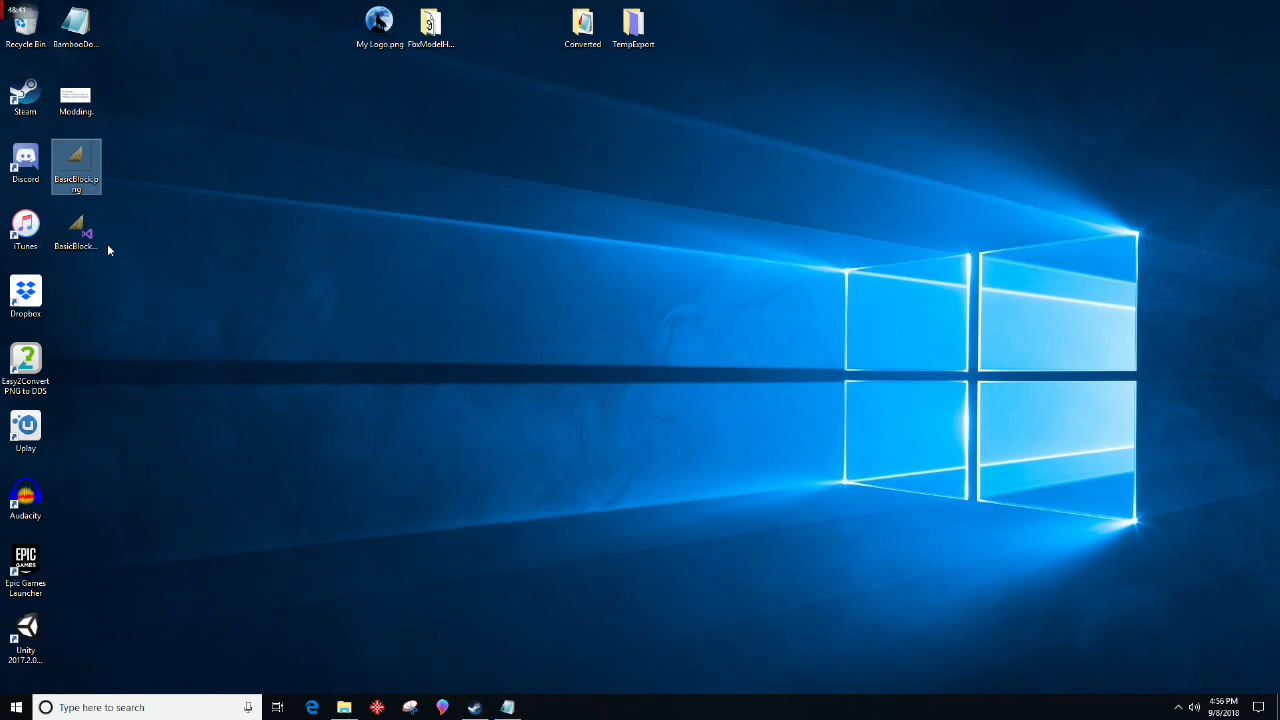 48:41
Recycle Bin
BambooDo...
My Logo.png
FbxModelH...
Converted
TempExport
Steam
Modding.
Discord
BasicBlock.p
ng
iTunes
BasicBlock...
Dropbox
Easy2Convert
PNG to DDS
Uplay
Audacity
EPIC
GAMES
Epic Games
Launcher
Unity
2017.2.0...
Type here to search
4:56 PM
9/8/2018